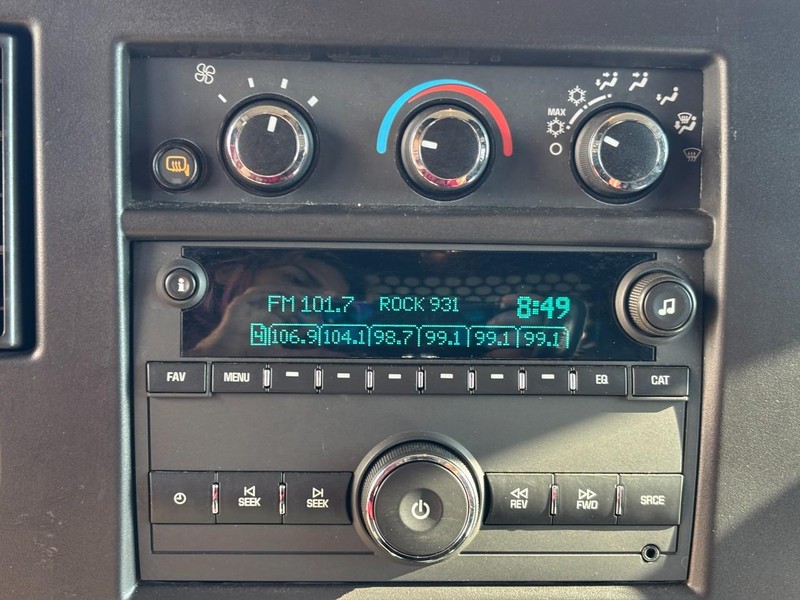 MAX
FM 101.7 ROCK 931 8:49
4 106.9 104.1 98.7 99.1 99.1 99.1
FAV MENU EQ CAT
SEEK SEEK REV FWD SRCE